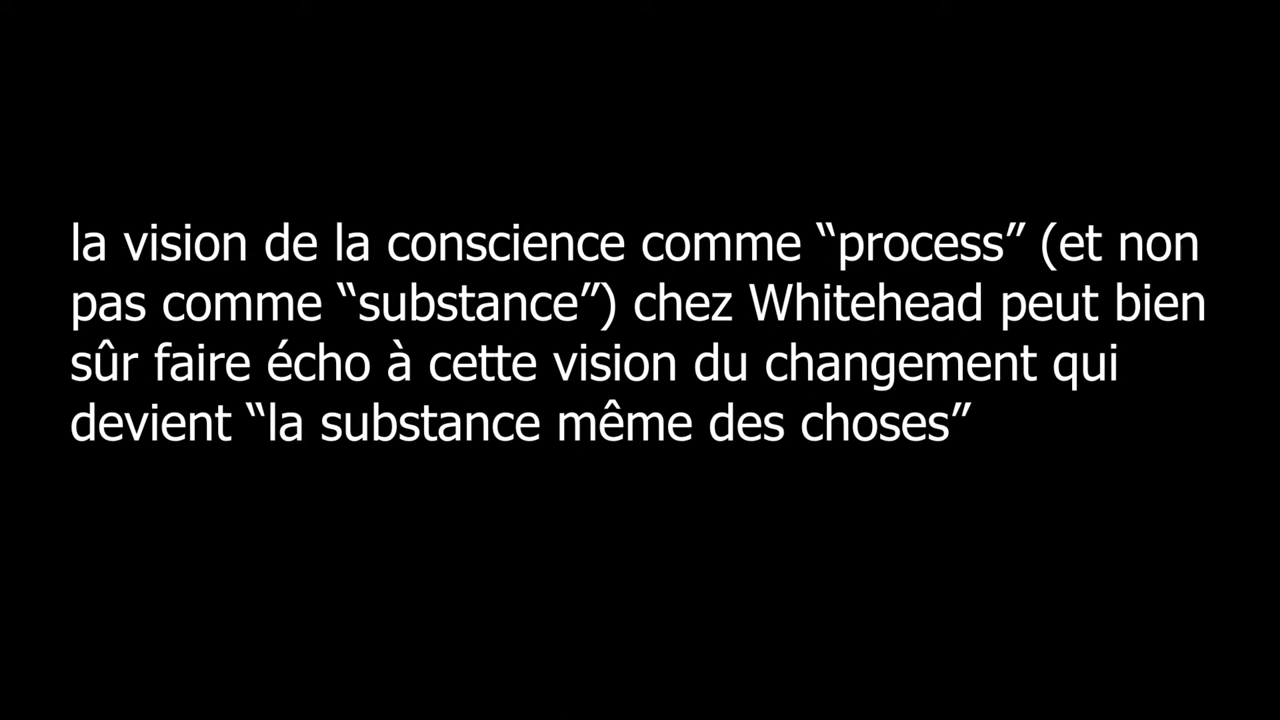 la vision de la conscience comme “process” (et non
pas comme “substance”) chez Whitehead peut bien
sûr faire écho à cette vision du changement qui
devient “la substance même des choses”